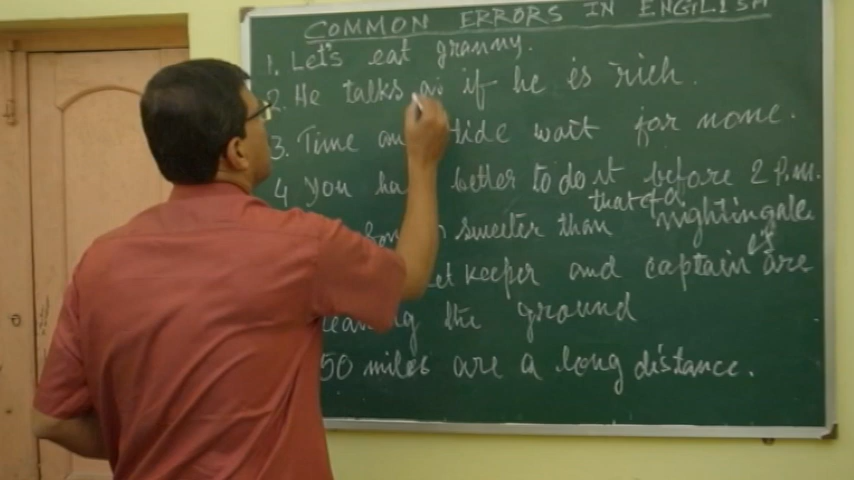 COMMON ERRORS IN ENGLISH
1. Let's eat granny.
2. He talks as if he is rich.
3. Time tide wait for none.
4 You better to do it before 2 P.m.
that of a
sweeter than nightingale
is
keeper and captain are
the ground
50 miles are a long distance.